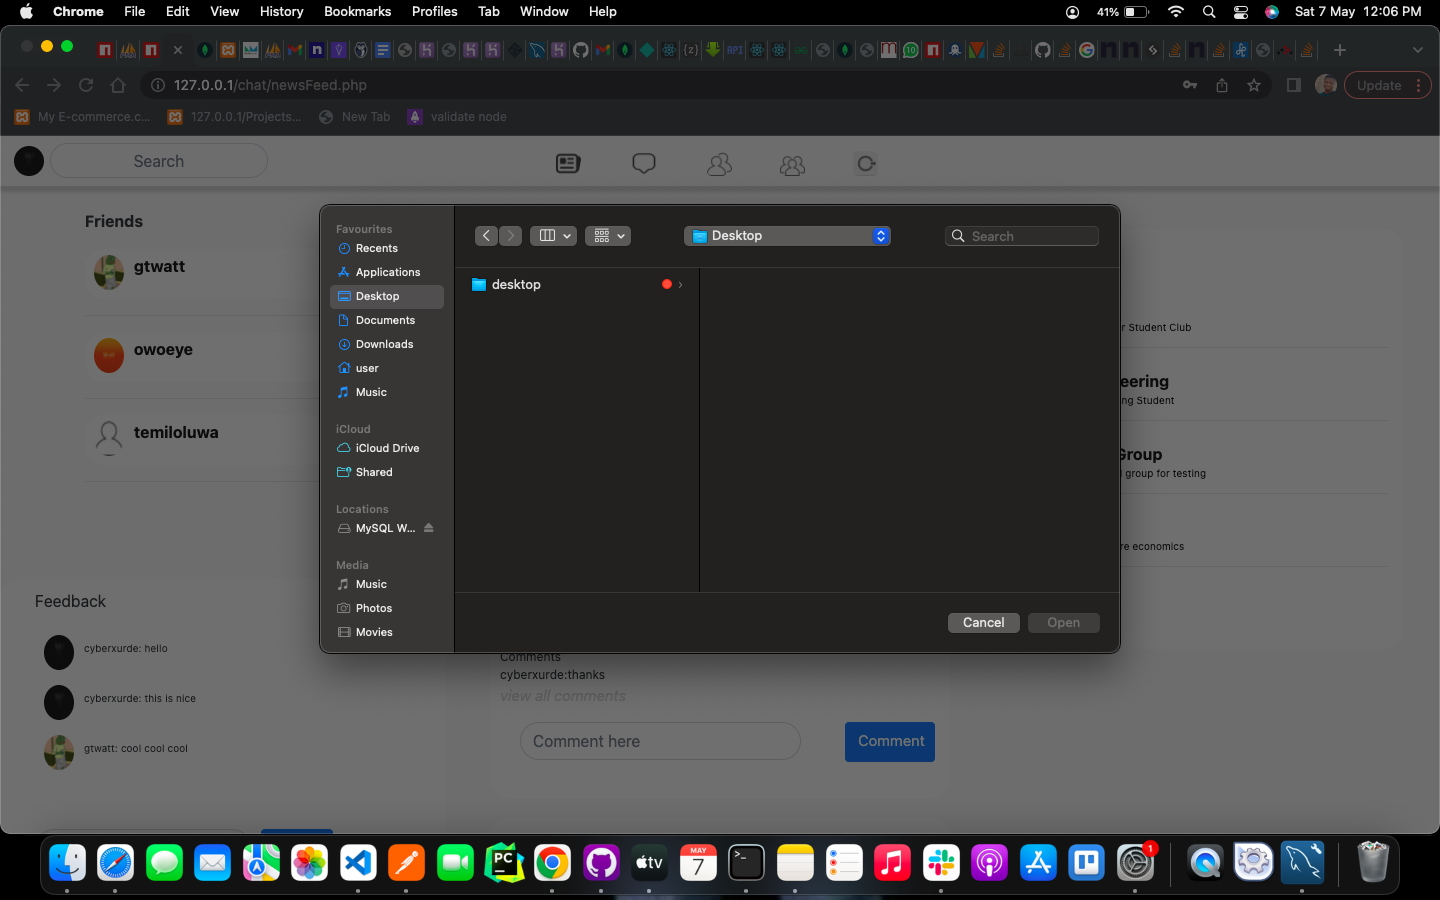 Chrome File Edit View History Bookmarks Profiles Tab Window Help 41% Sat 7 May 12:06 PM
127.0.0.1/chat/newsFeed.php Update
My E-commerce.c... 127.0.0.1/Projects... New Tab validate node
Search
Friends
gtwatt
owoeye
temiloluwa
Favourites
Recents
Applications
Desktop
Documents
Downloads
user
Music
iCloud
iCloud Drive
Shared
Locations
MySQL W...
Media
Music
Photos
Movies
Desktop
Search
desktop
Cancel Open
r Student Club
eering
ng Student
Group
l group for testing
re economics
Feedback
cyberxurde: hello
cyberxurde: this is nice
gtwatt: cool cool cool
Comments
cyberxurde:thanks
view all comments
Comment here Comment
PC tv MAY 7 1